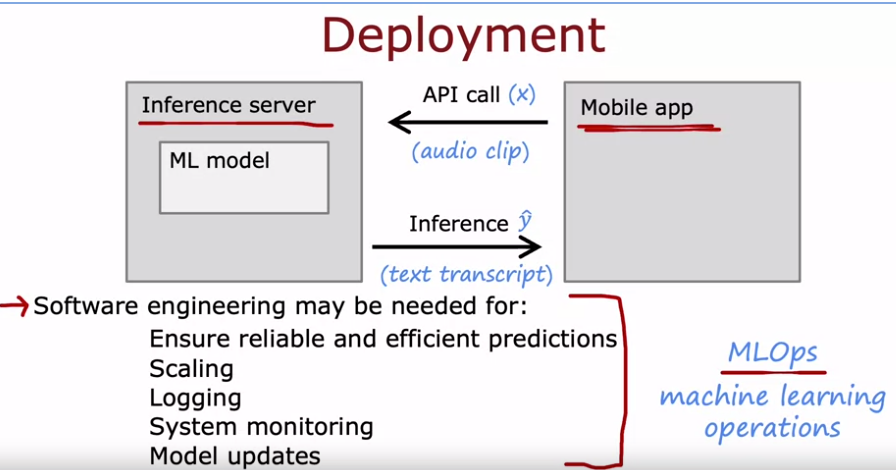 Deployment
Inference server
ML model
API call (x)
(audio clip)
Mobile app
Inference ŷ
(text transcript)
Software engineering may be needed for:
Ensure reliable and efficient predictions
Scaling
Logging
System monitoring
Model updates
MLOps
machine learning
operations